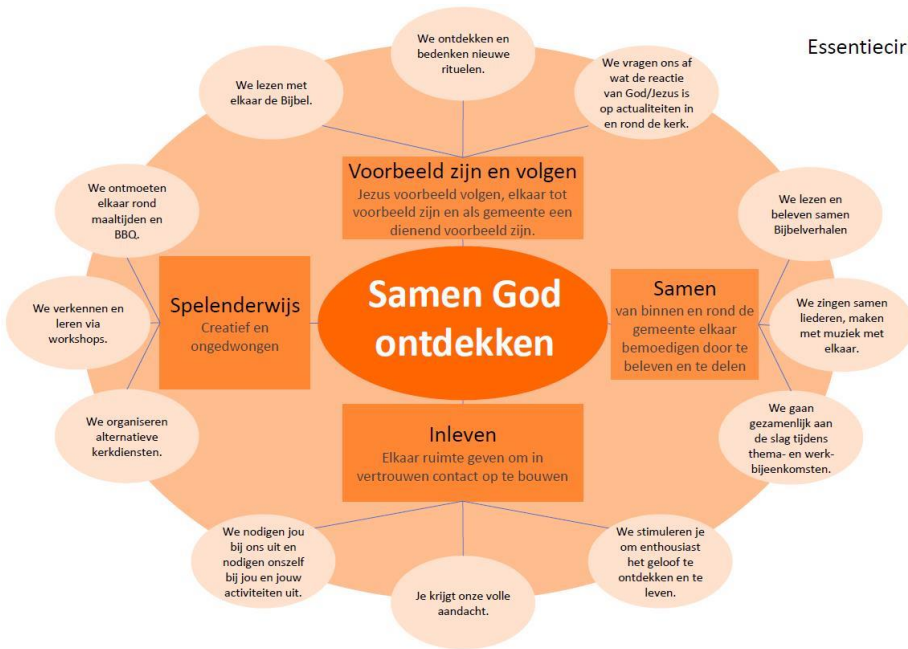 Essentiecir
We ontdekken en
bedenken nieuwe
rituelen.
We lezen met
elkaar de Bijbel.
We vragen ons af
wat de reactie
van God/Jezus is
op actualiteiten in
en rond de kerk.
Voorbeeld zijn en volgen
Jezus voorbeeld volgen, elkaar tot
voorbeeld zijn en als gemeente een
dienend voorbeeld zijn.
We ontmoeten
elkaar rond
maaltijden en
BBQ.
We verkennen en
leren via
workshops.
We organiseren
alternatieve
kerkdiensten.
Spelenderwijs
Creatief en
ongedwongen
Samen God
ontdekken
Samen
van binnen en rond de
gemeente elkaar
bemoedigen door te
beleven en te delen
We lezen en
beleven samen
Bijbelverhalen
We zingen samen
liederen, maken
met muziek met
elkaar.
We gaan
gezamenlijk aan
de slag tijdens
thema- en werk-
bijeenkomsten.
Inleven
Elkaar ruimte geven om in
vertrouwen contact op te bouwen
We nodigen jou
bij ons uit en
nodigen onszelf
bij jou en jouw
activiteiten uit.
Je krijgt onze volle
aandacht.
We stimuleren je
om enthousiast
het geloof te
ontdekken en te
leven.